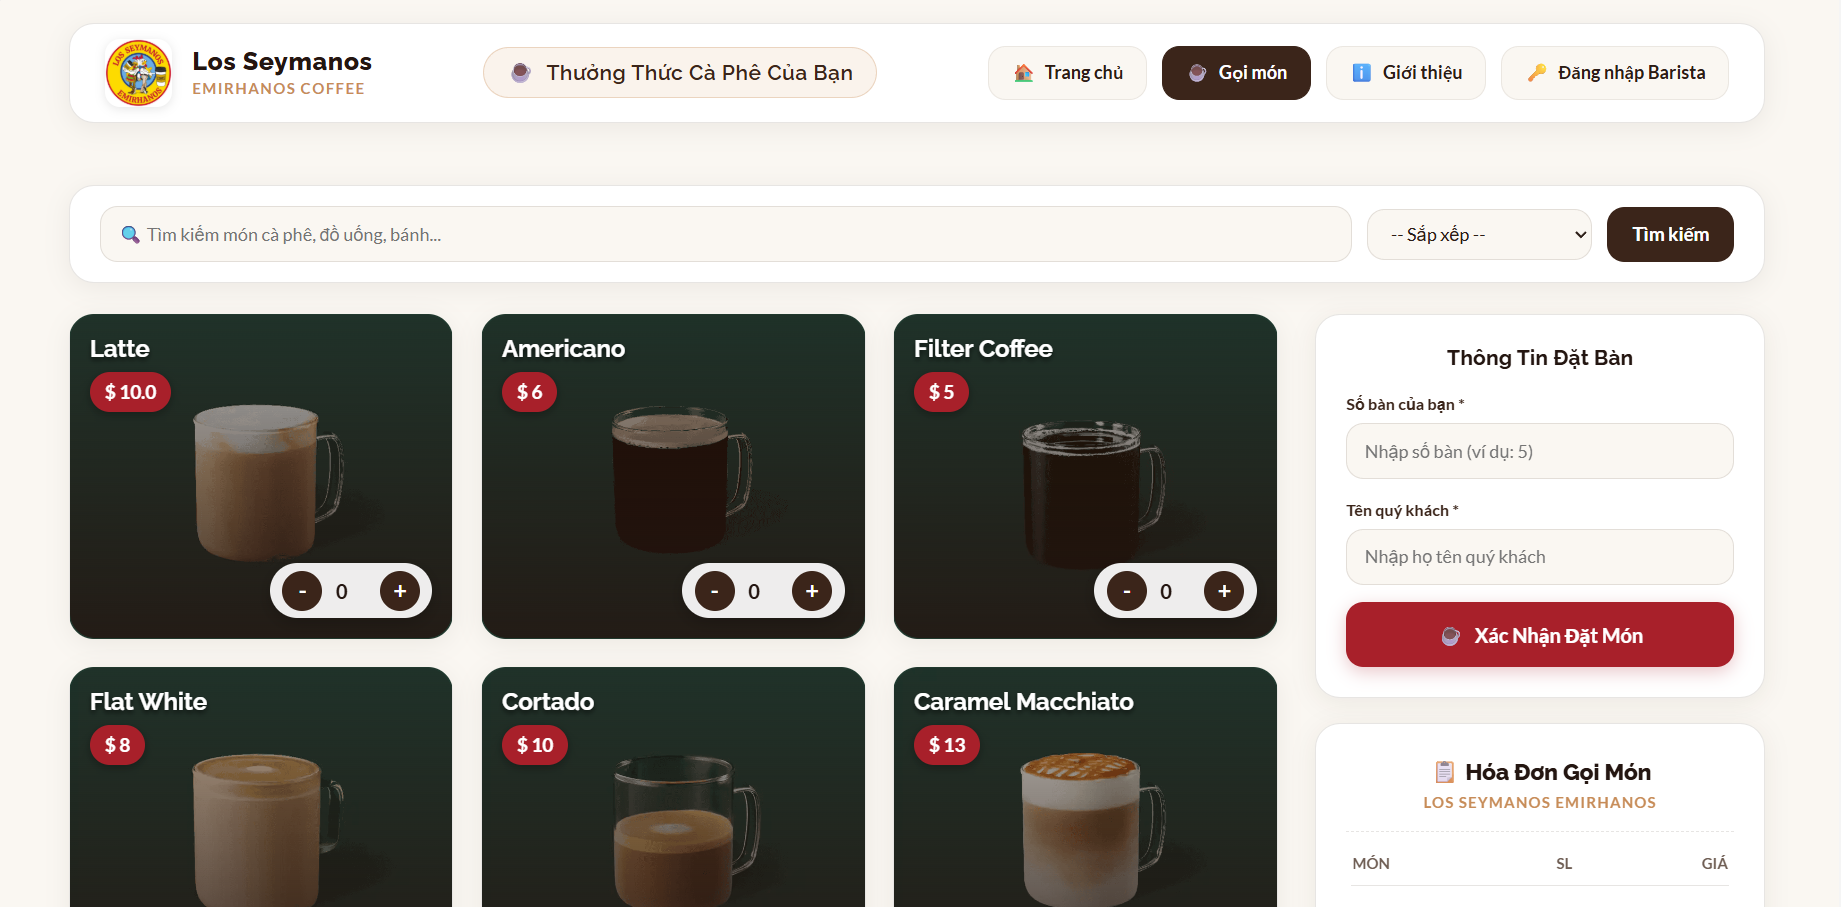 LOS SEYMANOS
EMIRHANOS
Los Seymanos
EMIRHANOS COFFEE
Thưởng Thức Cà Phê Của Bạn
Trang chủ
Gọi món
Giới thiệu
Đăng nhập Barista
Tìm kiếm món cà phê, đồ uống, bánh...
-- Sắp xếp --
Tìm kiếm
Latte
$ 10.0
- 0 +
Americano
$ 6
- 0 +
Filter Coffee
$ 5
- 0 +
Flat White
$ 8
Cortado
$ 10
Caramel Macchiato
$ 13
Thông Tin Đặt Bàn
Số bàn của bạn *
Nhập số bàn (ví dụ: 5)
Tên quý khách *
Nhập họ tên quý khách
Xác Nhận Đặt Món
Hóa Đơn Gọi Món
LOS SEYMANOS EMIRHANOS
MÓN SL GIÁ